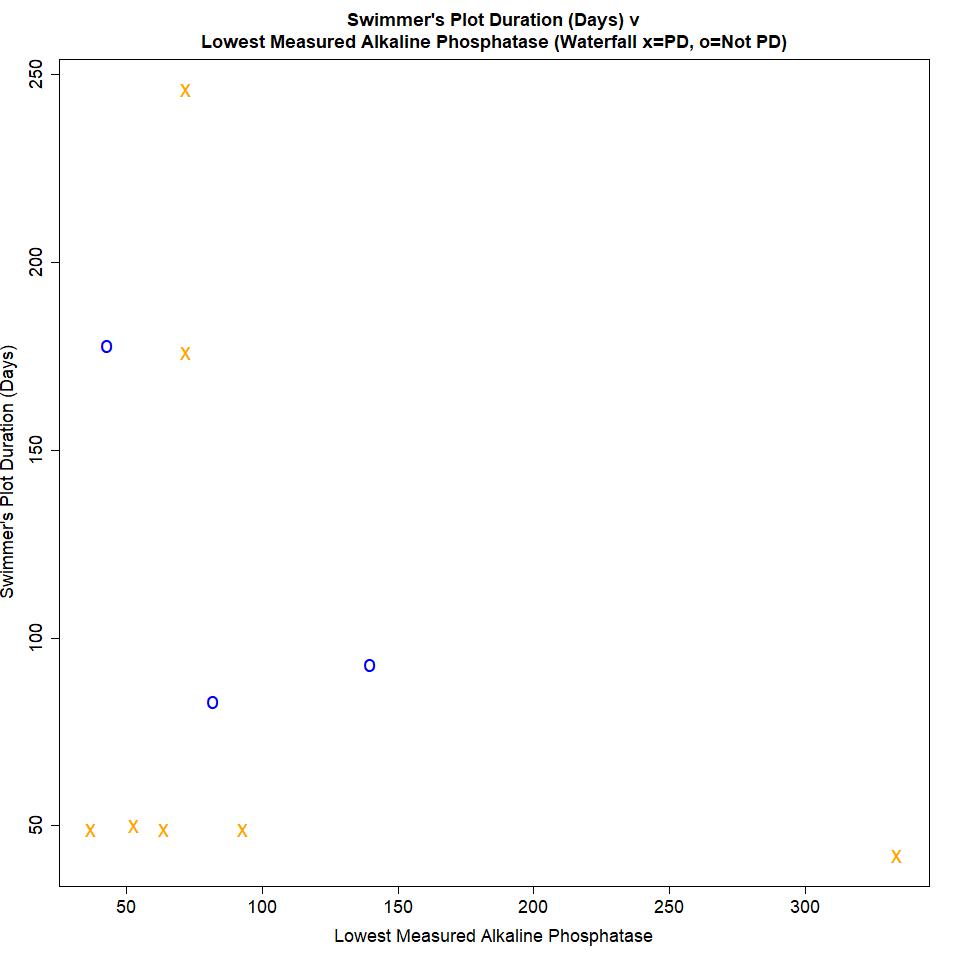 Swimmer's Plot Duration (Days) v
Lowest Measured Alkaline Phosphatase (Waterfall x=PD, o=Not PD)
Swimmer's Plot Duration (Days)
250
200
150
100
50
X
X
O
O
O
X
X
X
X
X
50 100 150 200 250 300
Lowest Measured Alkaline Phosphatase